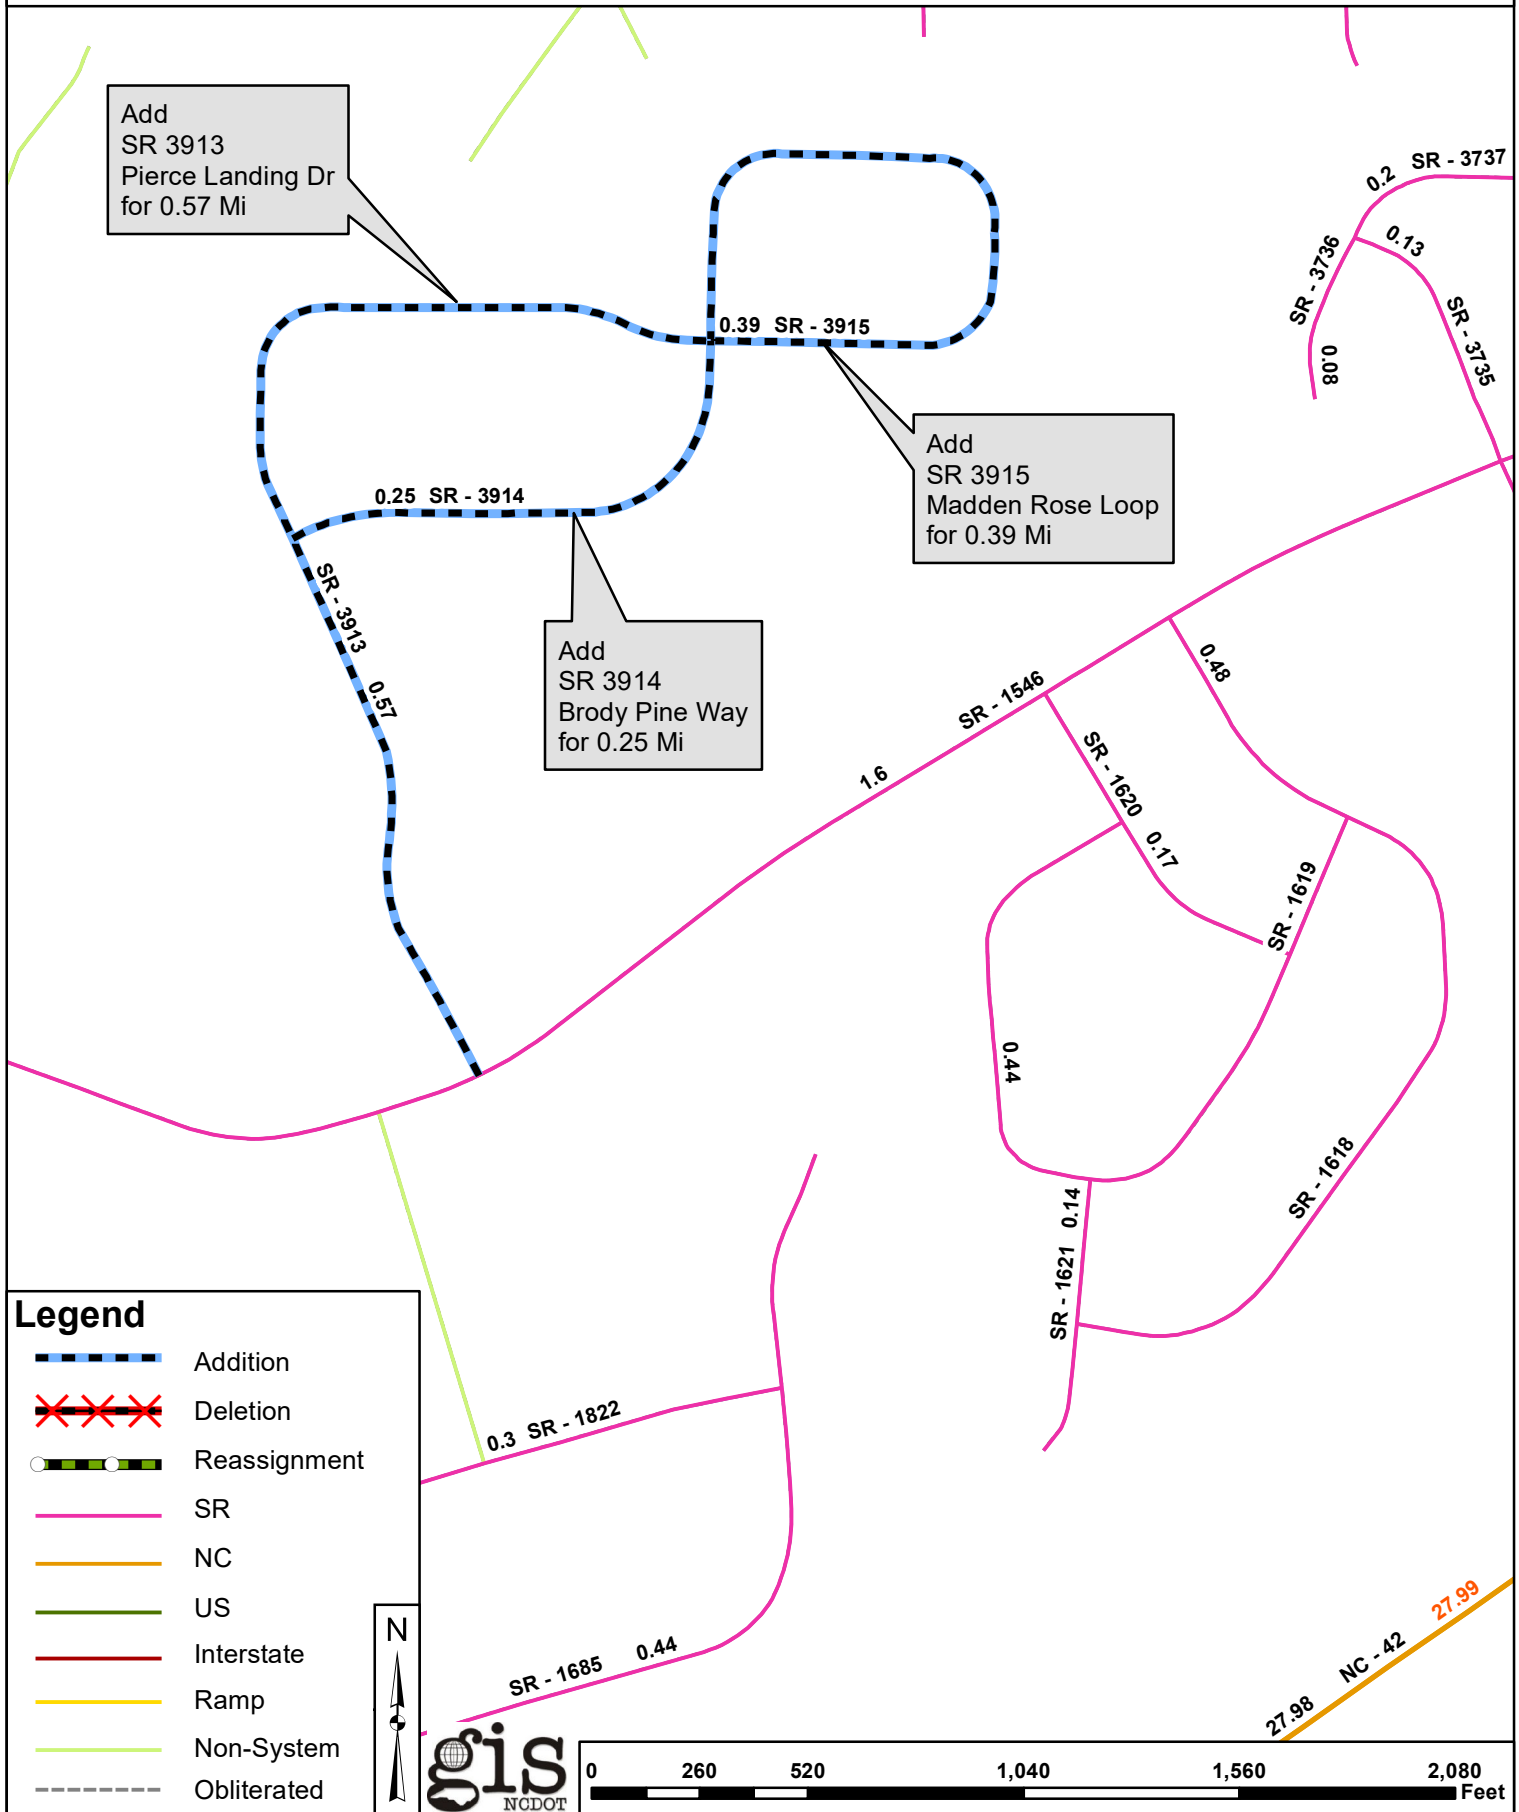 Add
SR 3913
Pierce Landing Dr
for 0.57 Mi
0.2 SR - 3737
0.13
SR - 3736
SR - 3735
0.08
0.39 SR - 3915
Add
SR 3915
Madden Rose Loop
for 0.39 Mi
0.25 SR - 3914
SR - 3913
0.57
Add
SR 3914
Brody Pine Way
for 0.25 Mi
SR - 1546
1.6
0.48
SR - 1620
0.17
SR - 1619
0.44
SR - 1618
0.14
SR - 1621
0.3 SR - 1822
SR - 1685 0.44
27.99
NC - 42
27.98
Legend
Addition
Deletion
Reassignment
SR
NC
US
Interstate
Ramp
Non-System
Obliterated
N
gis
NCDOT
0 260 520 1,040 1,560 2,080
Feet